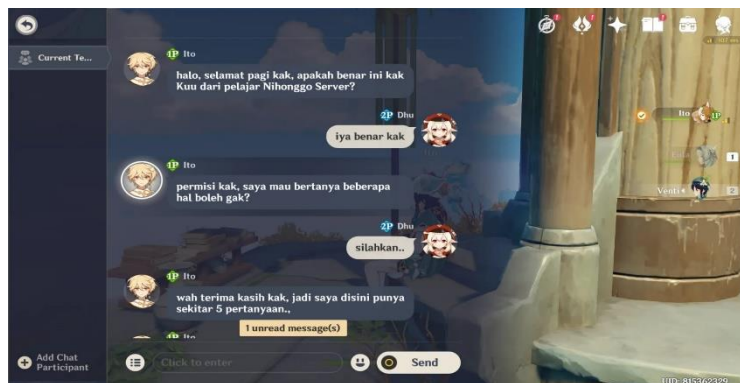 Current Te...
1P Ito
halo, selamat pagi kak, apakah benar ini kak
Kuu dari pelajar Nihonggo Server?
2P Dhu
iya benar kak
1P Ito
permisi kak, saya mau bertanya beberapa
hal boleh gak?
2P Dhu
silahkan..
1P Ito
wah terima kasih kak, jadi saya disini punya
sekitar 5 pertanyaan.,
1P Ito
1 unread message(s)
Click to enter
Send
Add Chat
Participant
Ito 1P
1
Venti 2
UID: 815362329